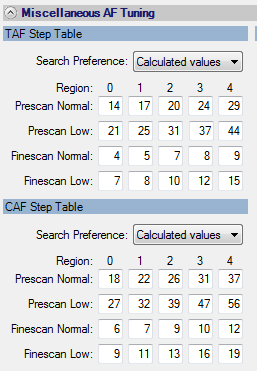 Miscellaneous AF Tuning
TAF Step Table
Search Preference: Calculated values
Region: 0 1 2 3 4
Prescan Normal: 14 17 20 24 29
Prescan Low: 21 25 31 37 44
Finescan Normal: 4 5 7 8 9
Finescan Low: 7 8 10 12 15
CAF Step Table
Search Preference: Calculated values
Region: 0 1 2 3 4
Prescan Normal: 18 22 26 31 37
Prescan Low: 27 32 39 47 56
Finescan Normal: 6 7 9 10 12
Finescan Low: 9 11 13 16 19